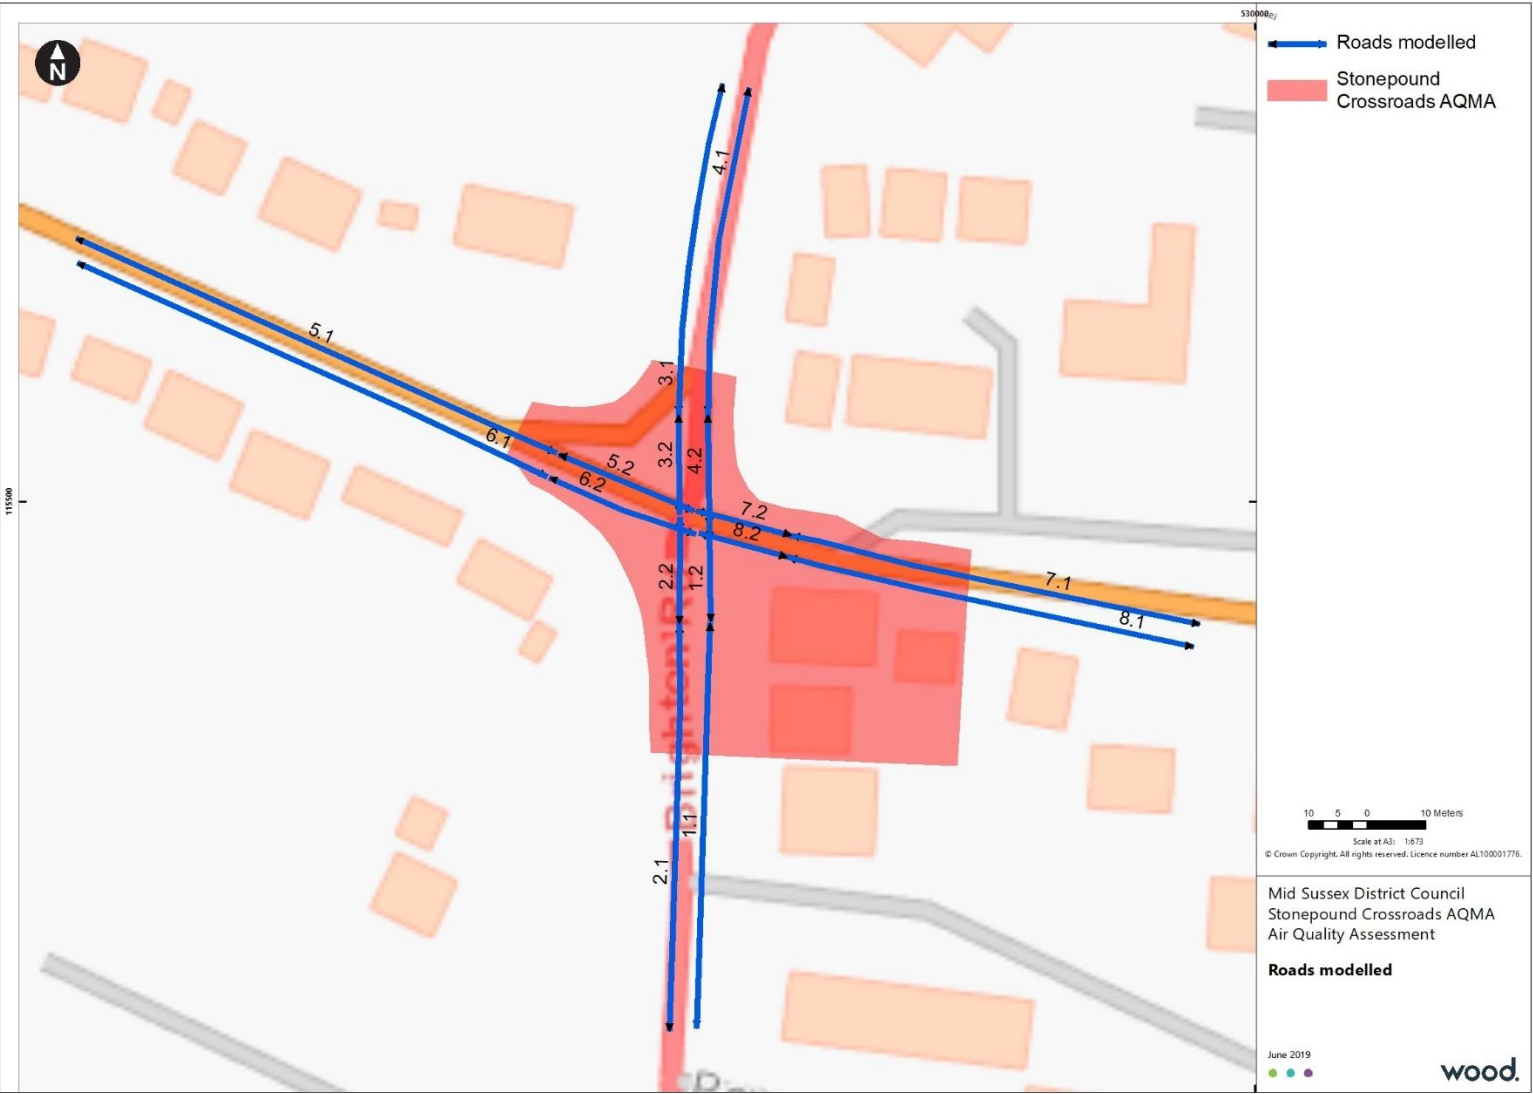 530000
Key
N
Roads modelled
Stonepound
Crossroads AQMA
4.1
5.1
3.1
6.1
5.2
3.2
4.2
6.2
7.2
8.2
115500
2.2
1.2
7.1
8.1
Brighton R
1.1
2.1
10 5 0 10 Meters
Scale at A3: 1:673
© Crown Copyright. All rights reserved. Licence number AL100001776.
Mid Sussex District Council
Stonepound Crossroads AQMA
Air Quality Assessment
Roads modelled
June 2019
wood.